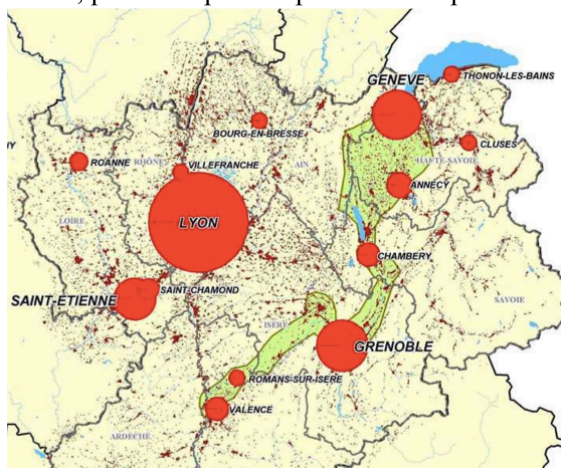 GENEVE
THONON-LES-BAINS
BOURG-EN-BRESSE
CLUSES
ROANNE
RHÔNE
VILLEFRANCHE
AIN
HAUTE-SAVOIE
ANNECY
LYON
LOIRE
CHAMBERY
SAINT-ETIENNE
SAINT-CHAMOND
SAVOIE
ISERE
GRENOBLE
ROMANS-SUR-ISERE
VALENCE
ARDECHE